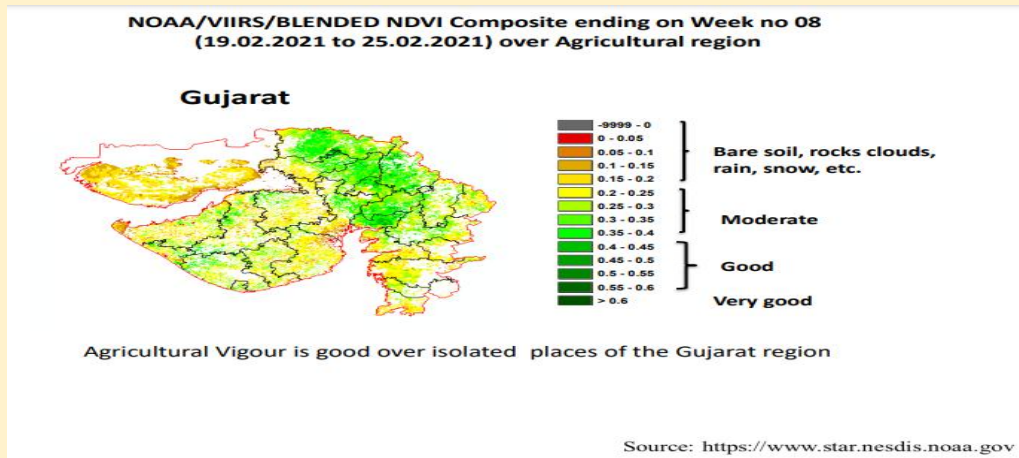 NOAA/VIIRS/BLENDED NDVI Composite ending on Week no 08
(19.02.2021 to 25.02.2021) over Agricultural region
Gujarat
-9999 - 0
0 - 0.05
0.05 - 0.1
0.1 - 0.15
0.15 - 0.2
0.2 - 0.25
0.25 - 0.3
0.3 - 0.35
0.35 - 0.4
0.4 - 0.45
0.45 - 0.5
0.5 - 0.55
0.55 - 0.6
> 0.6
Bare soil, rocks clouds,
rain, snow, etc.
Moderate
Good
Very good
Agricultural Vigour is good over isolated places of the Gujarat region
Source: https://www.star.nesdis.noaa.gov